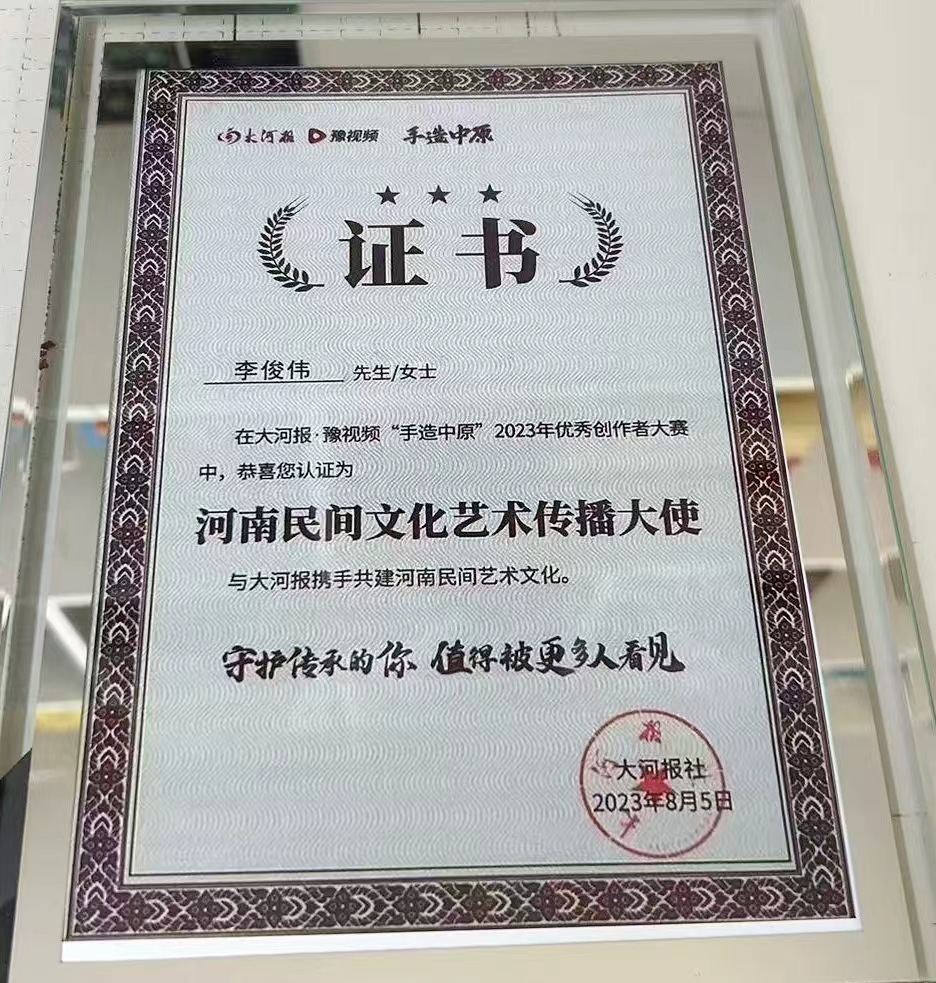 大河报 豫视频 手造中原
证书
李俊伟 先生/女士
在大河报·豫视频“手造中原”2023年优秀创作者大赛
中，恭喜您认证为
河南民间文化艺术传播大使
与大河报携手共建河南民间艺术文化。
守护传承的你 值得被更多人看见
大河报社
2023年8月5日